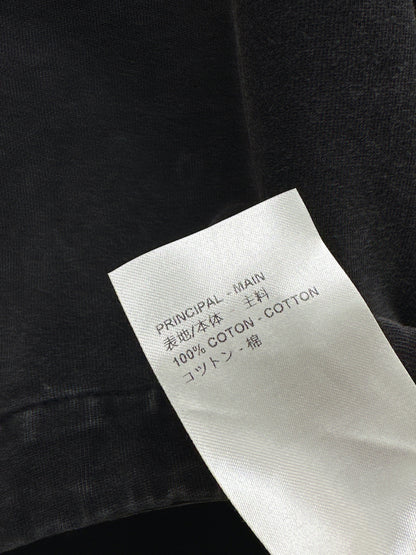 PRINCIPAL - MAIN
表地/本体 主料
100% COTON - COTTON
コットン - 棉